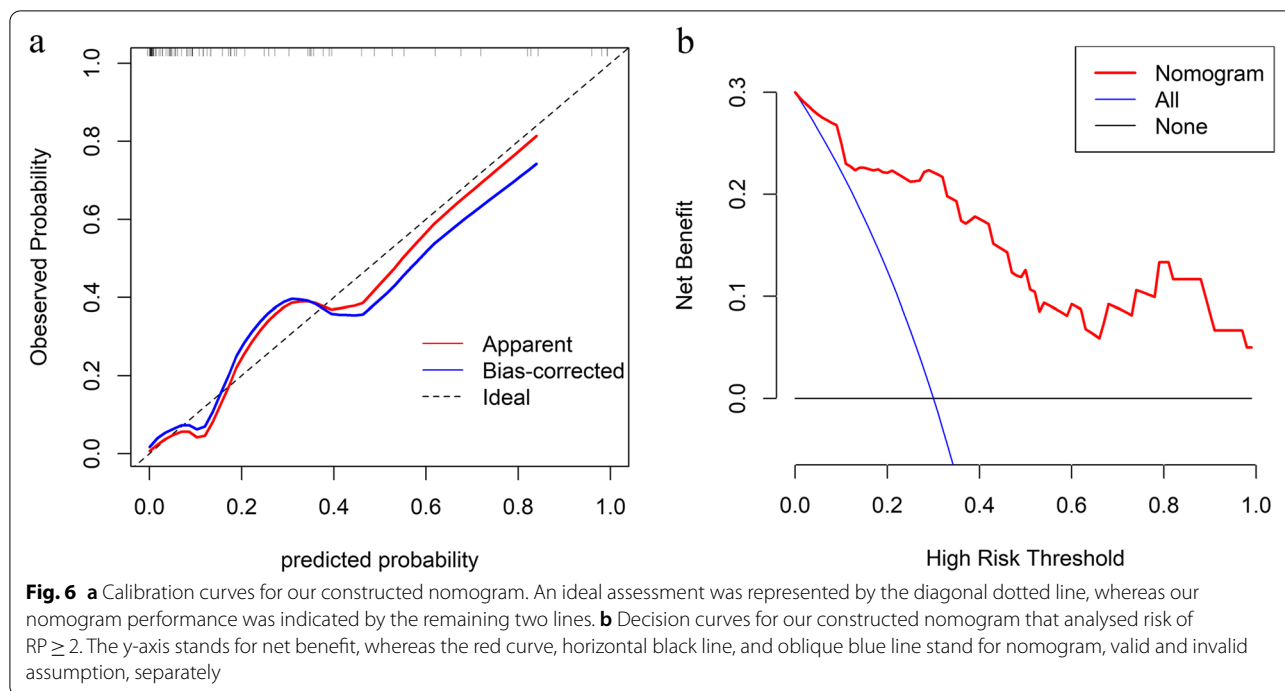 a
1.0
0.8
0.6
0.4
0.2
0.0
Obeserved Probability
Apparent
Bias-corrected
Ideal
0.0 0.2 0.4 0.6 0.8 1.0
predicted probability
b
Nomogram
All
None
0.3
0.2
0.1
0.0
Net Benefit
0.0 0.2 0.4 0.6 0.8 1.0
High Risk Threshold
Fig. 6 a Calibration curves for our constructed nomogram. An ideal assessment was represented by the diagonal dotted line, whereas our
nomogram performance was indicated by the remaining two lines. b Decision curves for our constructed nomogram that analysed risk of
RP ≥ 2. The y-axis stands for net benefit, whereas the red curve, horizontal black line, and oblique blue line stand for nomogram, valid and invalid
assumption, separately